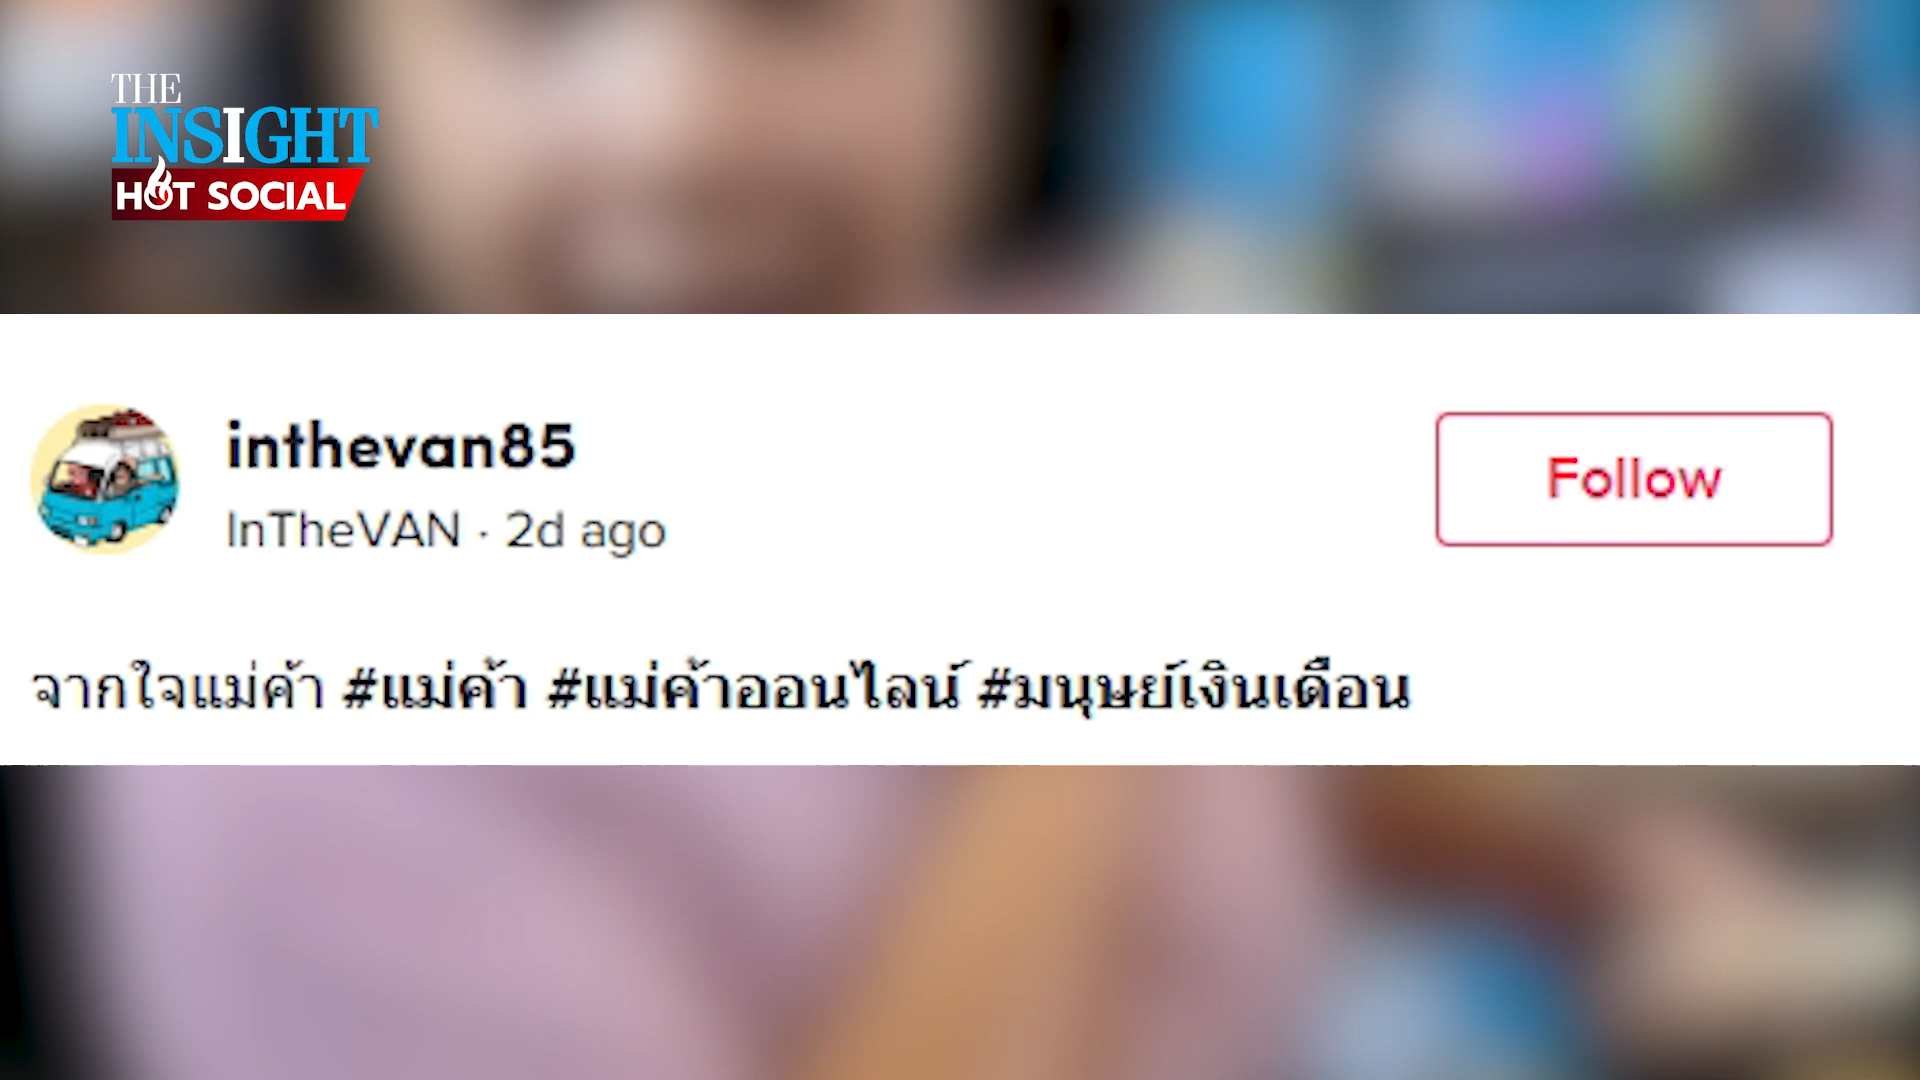 THE
INSIGHT
HOT SOCIAL
inthevan85
InTheVAN · 2d ago
Follow
จากใจแม่ค้า #แม่ค้า #แม่ค้าออนไลน์ #มนุษย์เงินเดือน